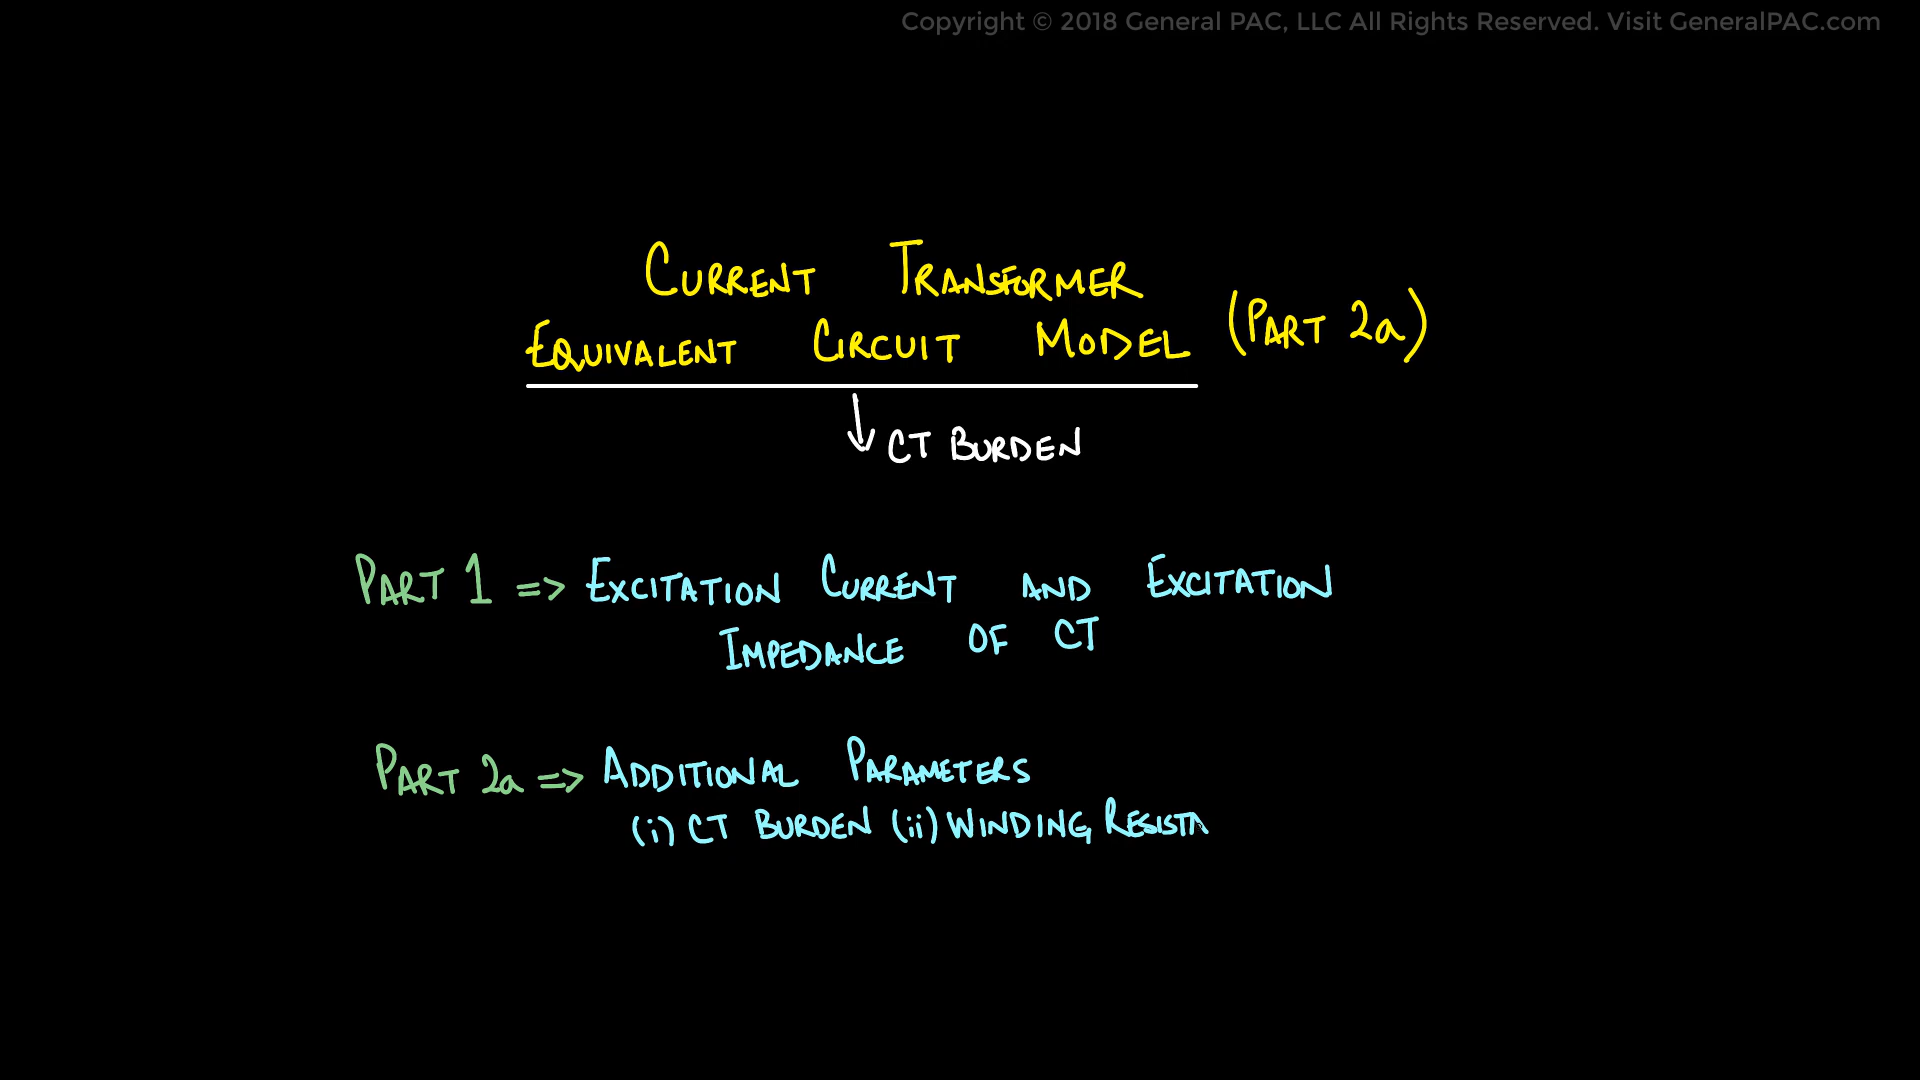 Copyright © 2018 General PAC, LLC All Rights Reserved. Visit GeneralPAC.com
CURRENT TRANSFORMER
EQUIVALENT CIRCUIT MODEL (PART 2a)
↓ CT BURDEN
PART 1 => EXCITATION CURRENT AND EXCITATION
IMPEDANCE OF CT
PART 2a => ADDITIONAL PARAMETERS
(i) CT BURDEN (ii) WINDING RESISTA